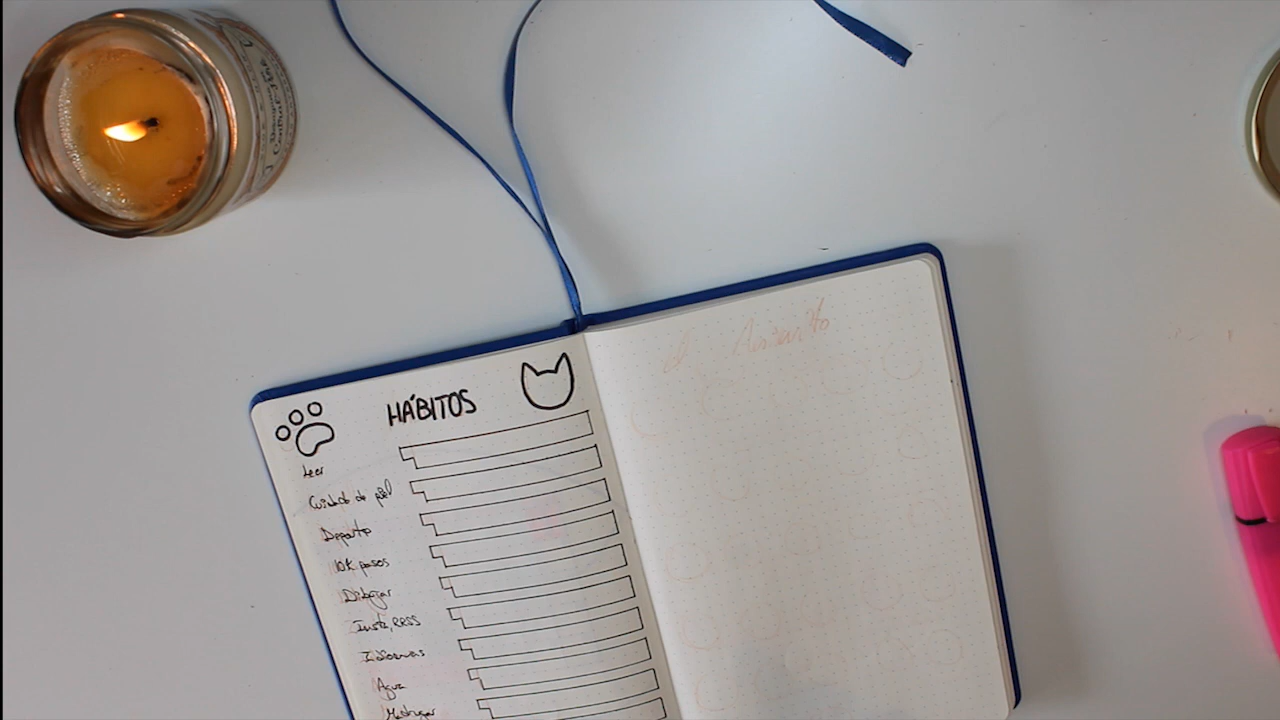 HÁBITOS
Leer
Cuidado de piel
Deporte
10K pasos
Dibujar
Insta, RRSS
Idiomas
Agua
Madrugar